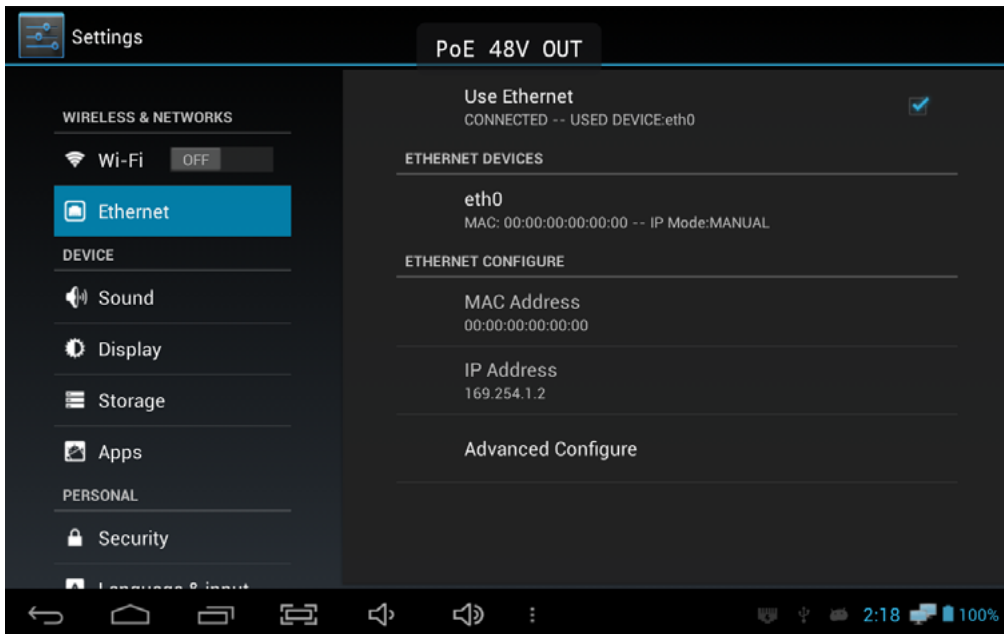 Settings
PoE 48V OUT
WIRELESS & NETWORKS
Wi-Fi OFF
Ethernet
DEVICE
Sound
Display
Storage
Apps
PERSONAL
Security
Language & input
Use Ethernet
CONNECTED -- USED DEVICE:eth0
ETHERNET DEVICES
eth0
MAC: 00:00:00:00:00:00 -- IP Mode:MANUAL
ETHERNET CONFIGURE
MAC Address
00:00:00:00:00:00
IP Address
169.254.1.2
Advanced Configure
2:18 100%